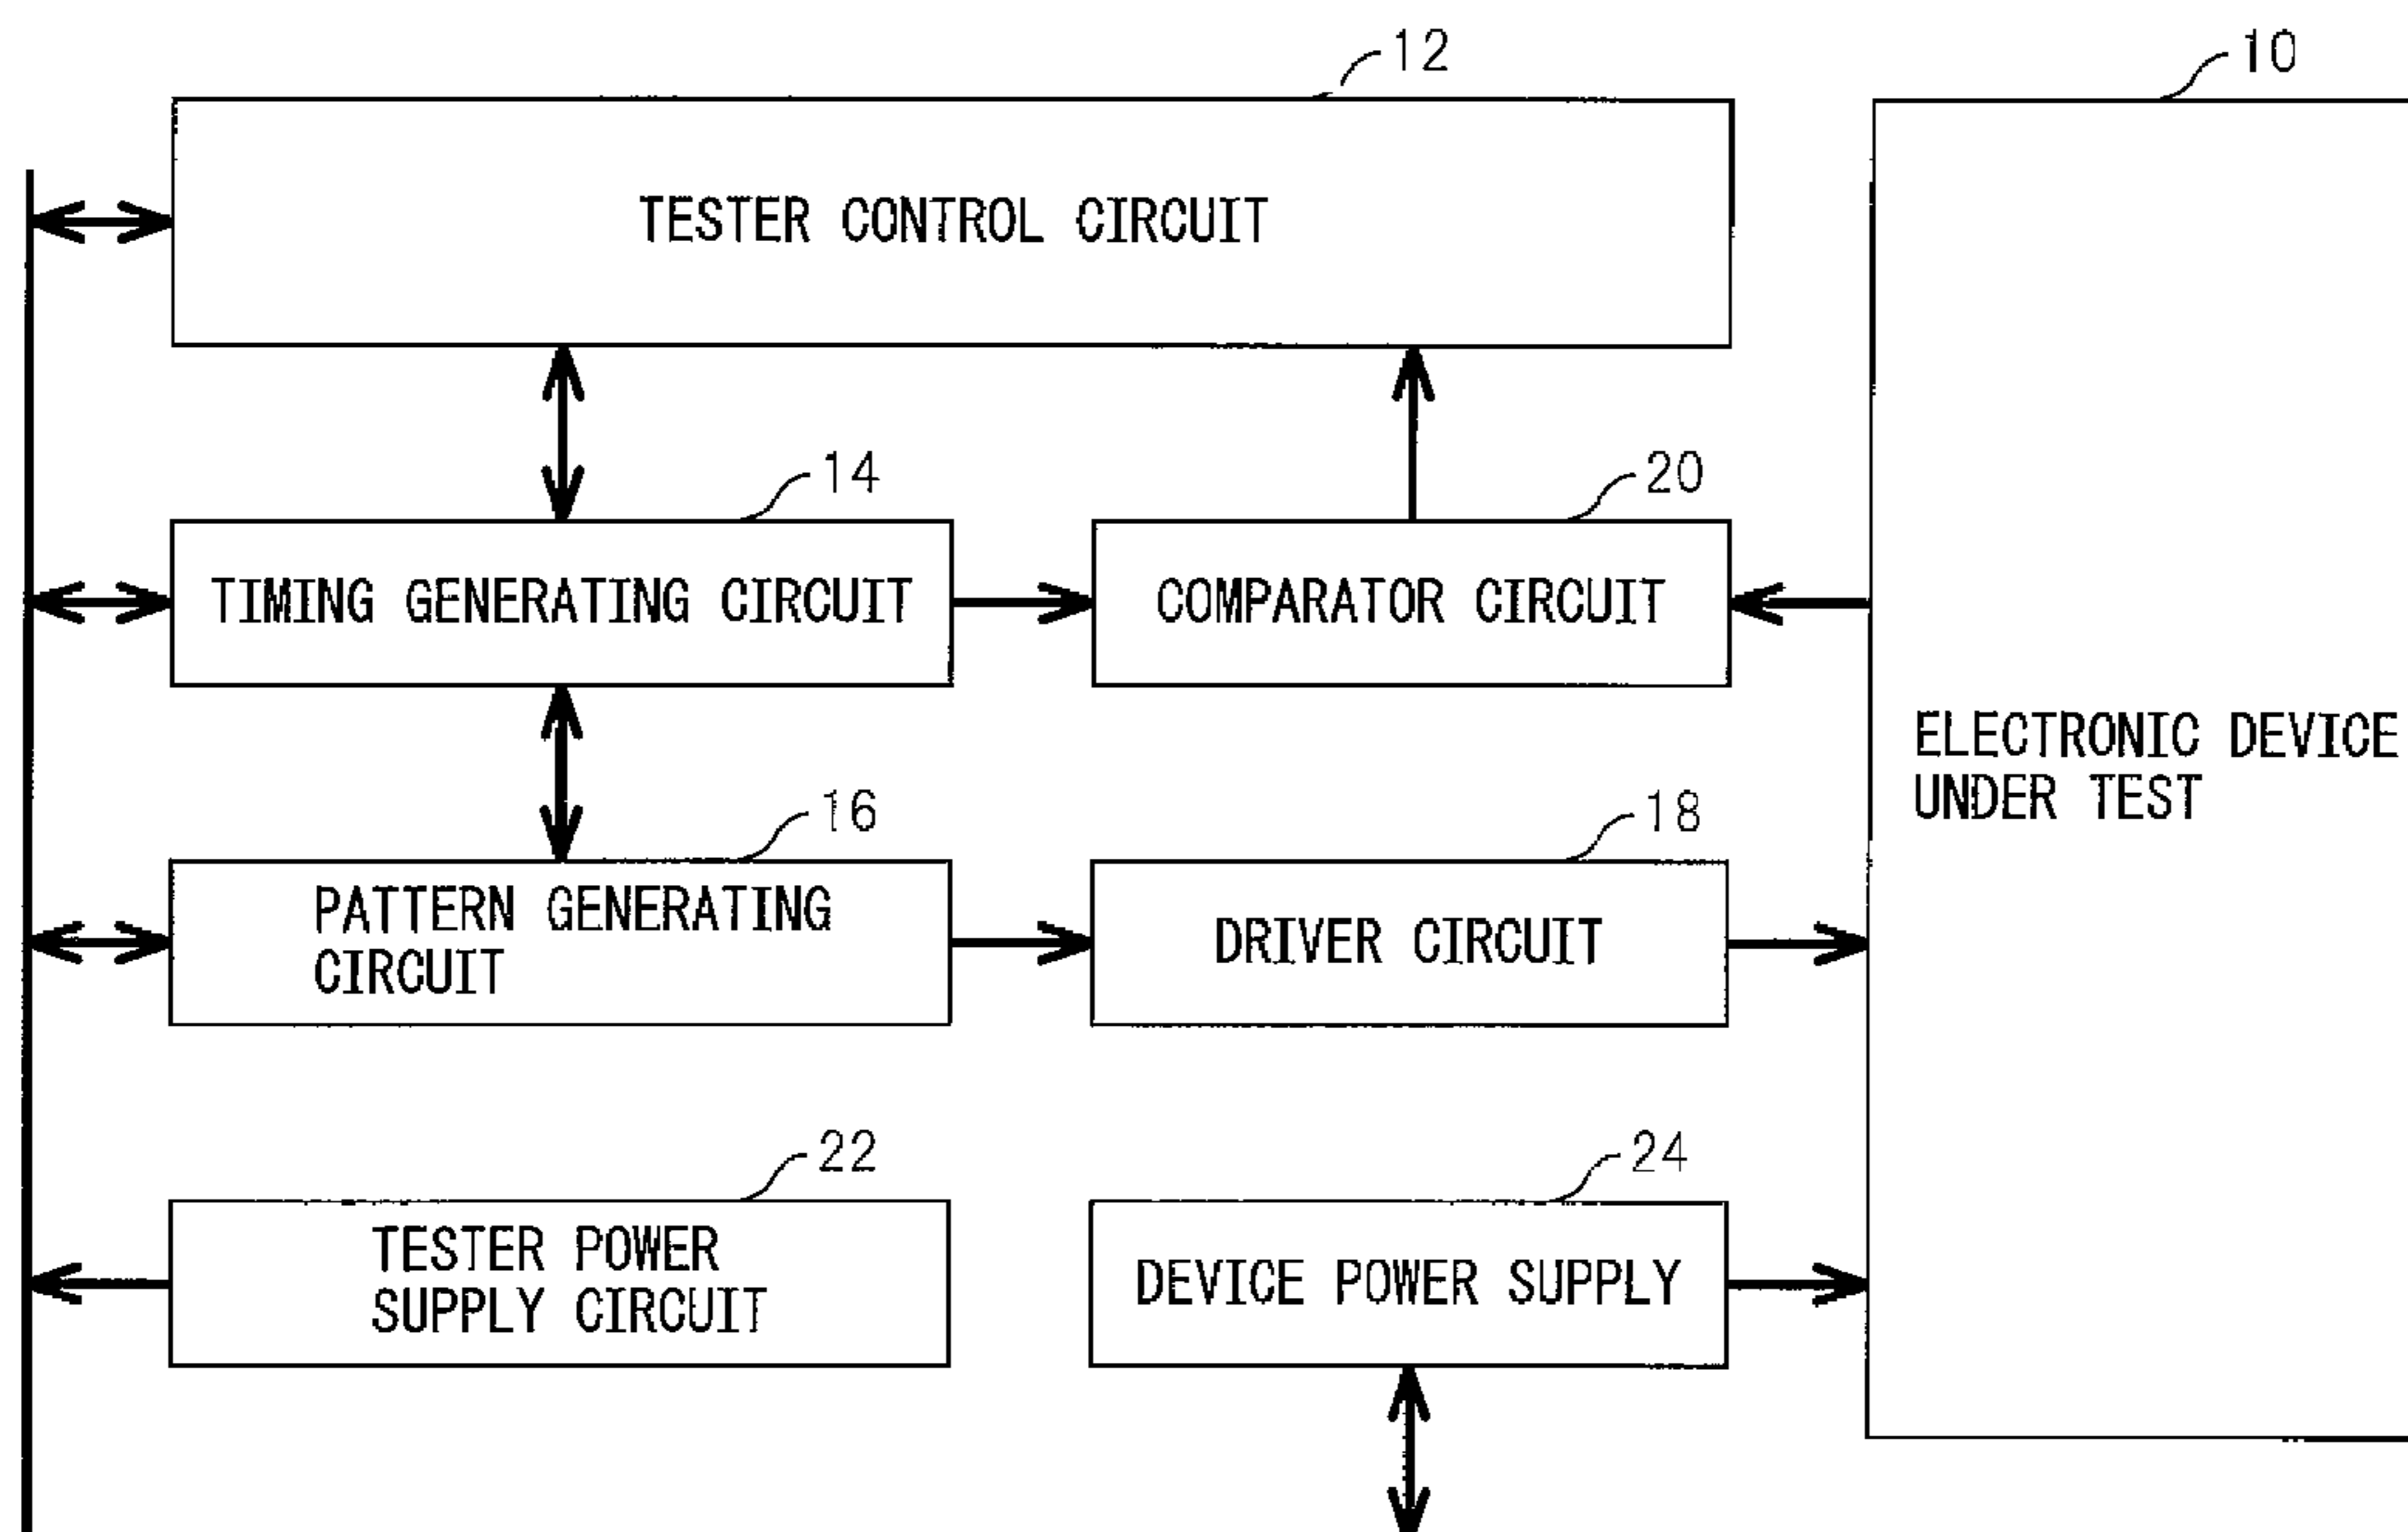 12
10
TESTER CONTROL CIRCUIT
14
20
TIMING GENERATING CIRCUIT
COMPARATOR CIRCUIT
ELECTRONIC DEVICE
UNDER TEST
16
18
PATTERN GENERATING
CIRCUIT
DRIVER CIRCUIT
22
24
TESTER POWER
SUPPLY CIRCUIT
DEVICE POWER SUPPLY